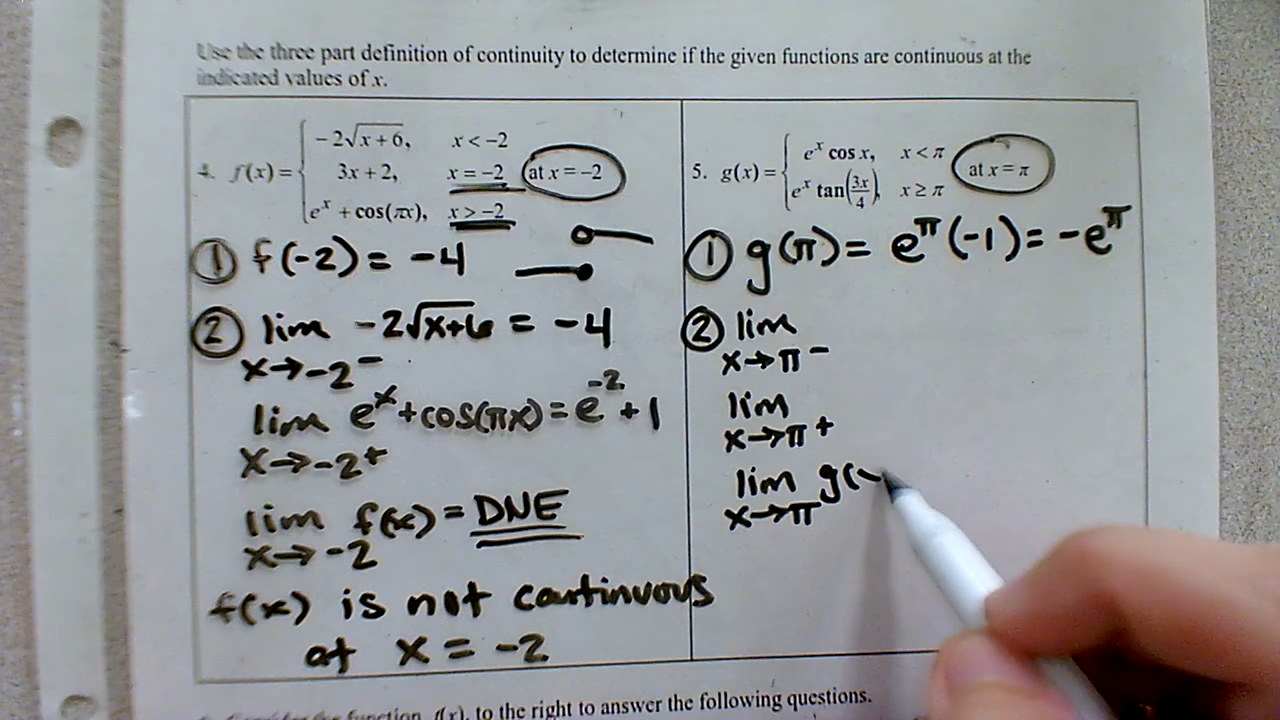 Use the three part definition of continuity to determine if the given functions are continuous at the
indicated values of x.
4. f(x) = { -2√(x+6), x < -2
3x + 2, x = -2 at x = -2
e^x + cos(πx), x > -2
① f(-2) = -4
② lim -2√(x+6) = -4
x→-2^-
lim e^x + cos(πx) = e^-2 + 1
x→-2^+
lim f(x) = DNE
x→-2
f(x) is not continuous
at x = -2
5. g(x) = { e^x cos x, x < π
e^x tan(3x/4), x ≥ π at x = π
① g(π) = e^π(-1) = -e^π
② lim
x→π^-
lim
x→π^+
lim g(
x→π
the function, f(x), to the right to answer the following questions.